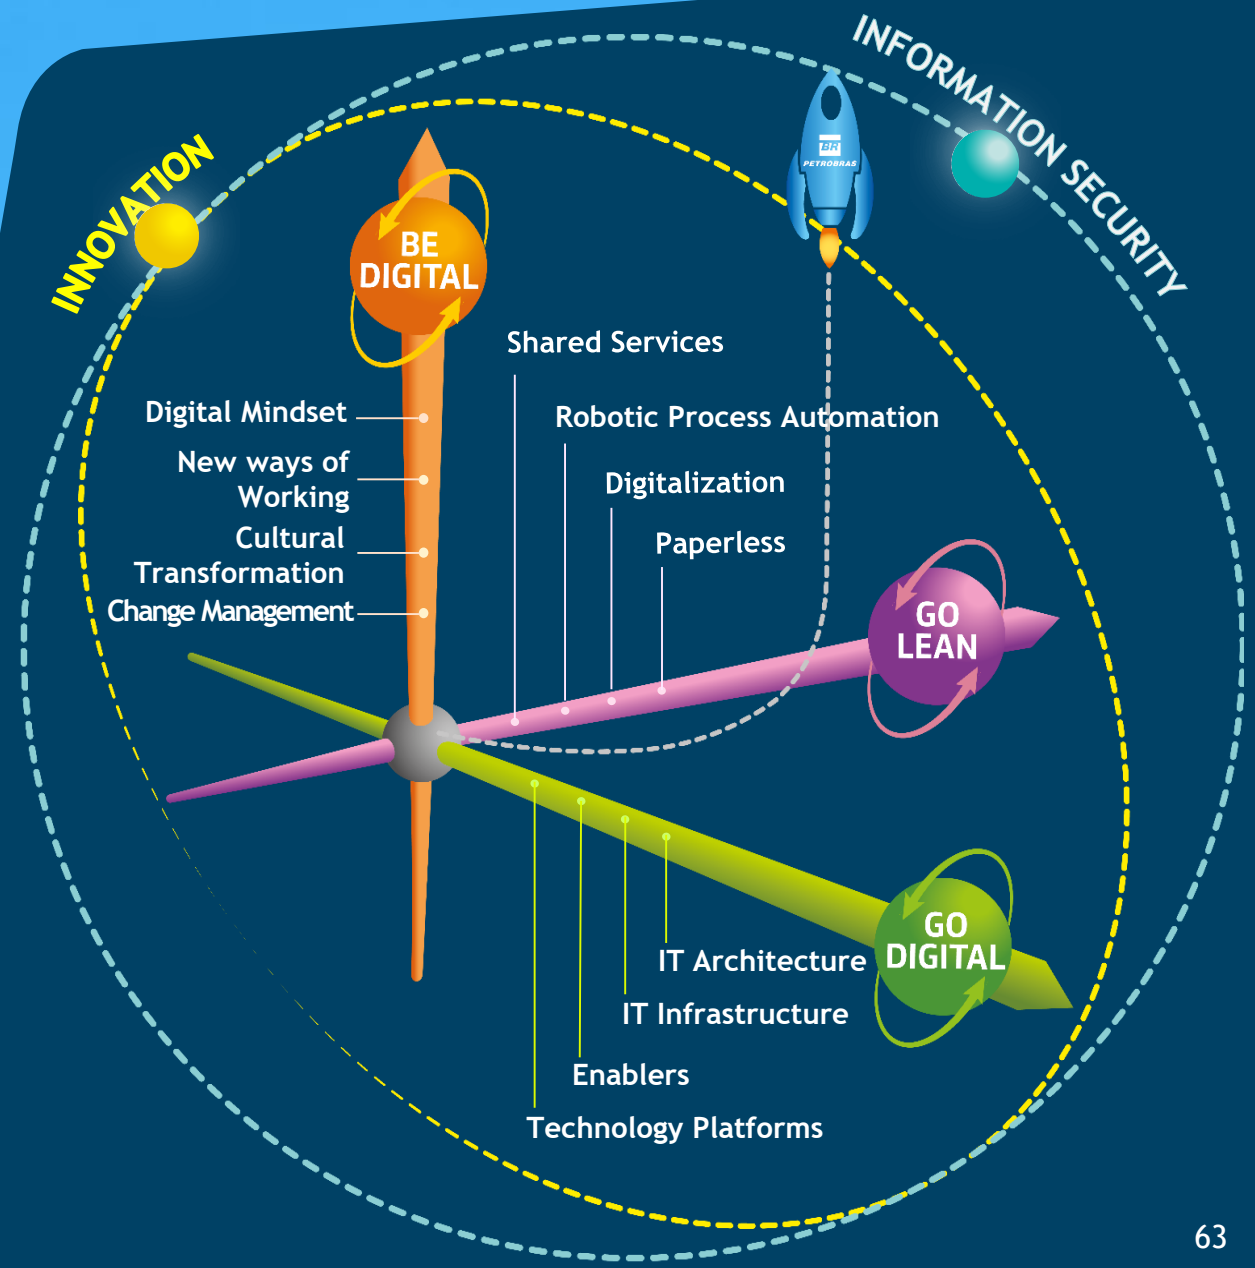 INFORMATION SECURITY
INNOVATION
BR
PETROBRAS
BE
DIGITAL
Shared Services
Digital Mindset
Robotic Process Automation
New ways of
Working
Digitalization
Cultural
Transformation
Paperless
Change Management
GO
LEAN
GO
DIGITAL
IT Architecture
IT Infrastructure
Enablers
Technology Platforms
63